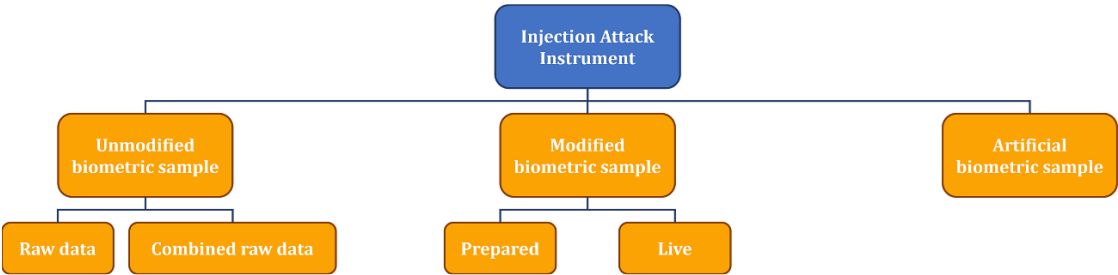 Injection Attack
Instrument
Unmodified
biometric sample
Modified
biometric sample
Artificial
biometric sample
Raw data
Combined raw data
Prepared
Live